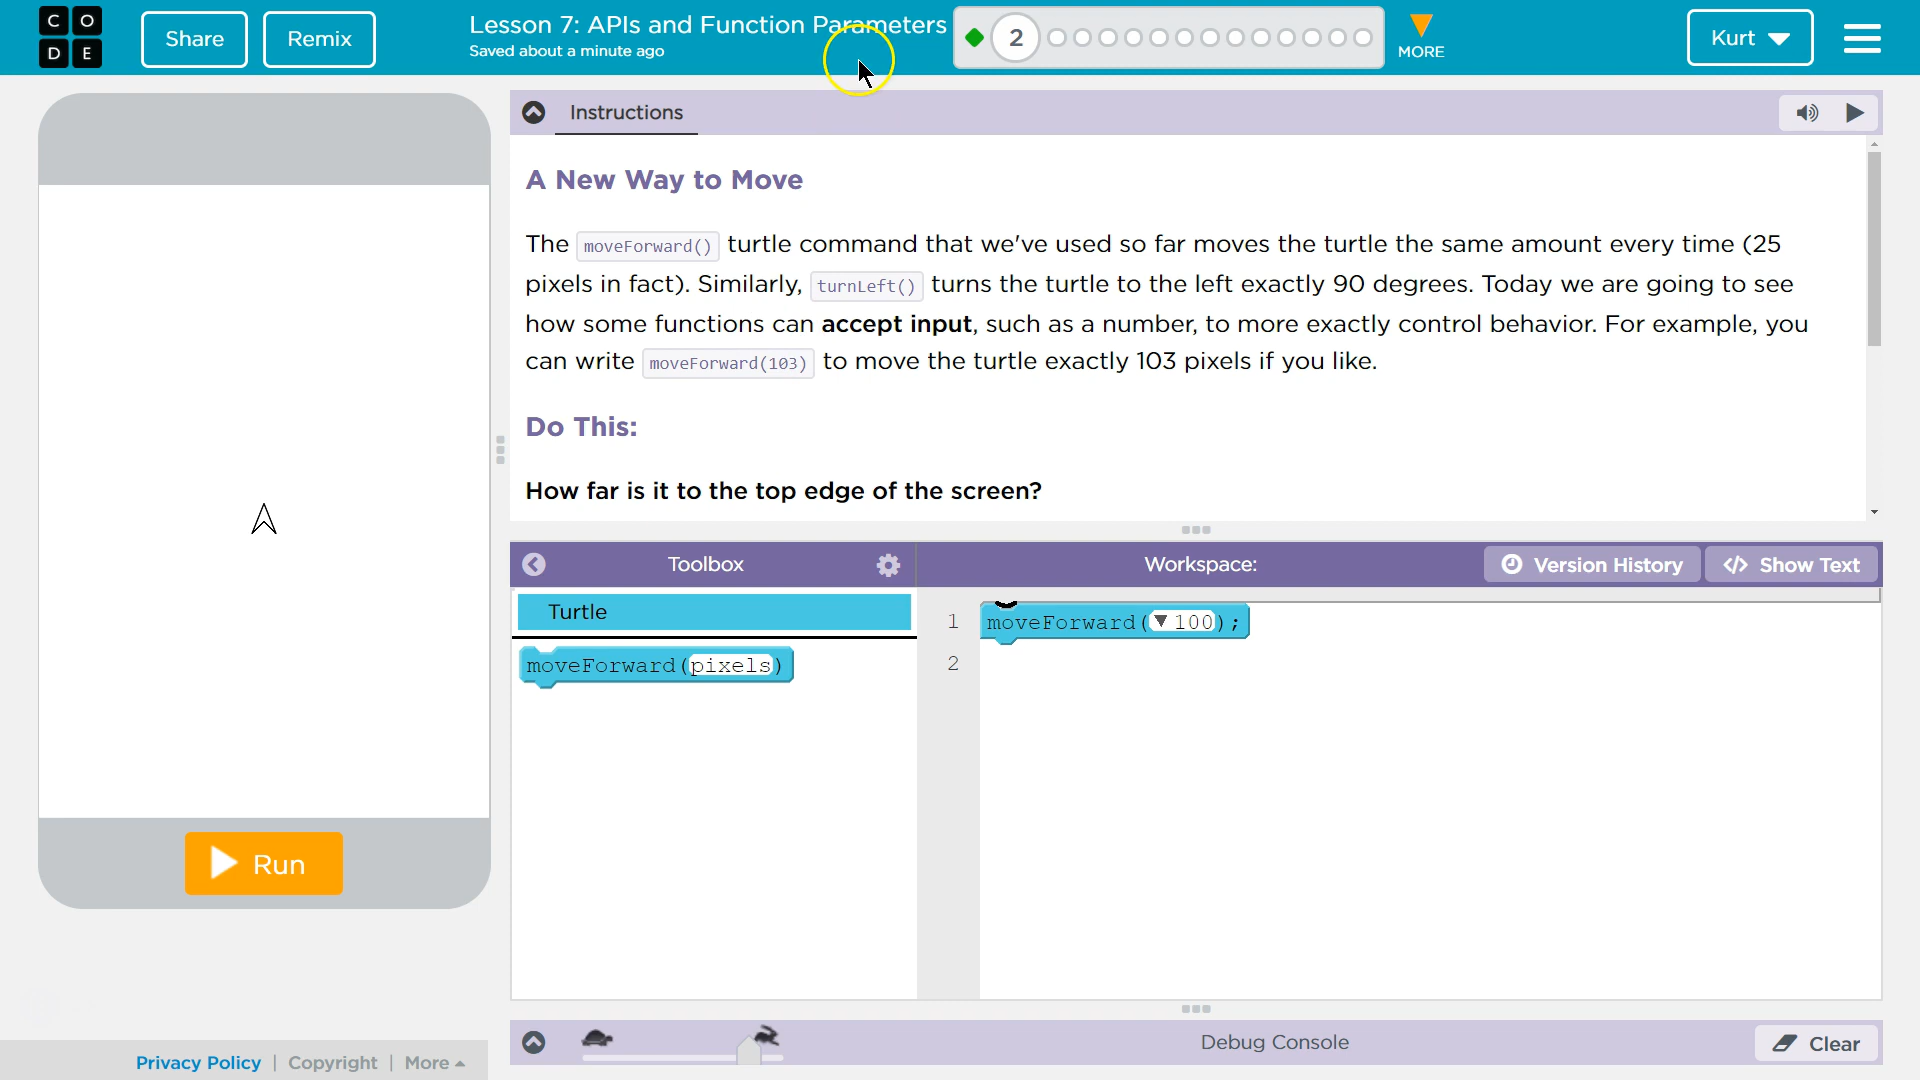 CO
DE
Share
Remix
Lesson 7: APIs and Function Parameters
Saved about a minute ago
2
MORE
Kurt
Instructions
A New Way to Move
The moveForward() turtle command that we've used so far moves the turtle the same amount every time (25
pixels in fact). Similarly, turnLeft() turns the turtle to the left exactly 90 degrees. Today we are going to see
how some functions can accept input, such as a number, to more exactly control behavior. For example, you
can write moveForward(103) to move the turtle exactly 103 pixels if you like.
Do This:
How far is it to the top edge of the screen?
Toolbox
Workspace:
Version History
</> Show Text
Turtle
moveForward(pixels)
1 moveForward(▼100);
2
Run
Debug Console
Clear
Privacy Policy | Copyright | More